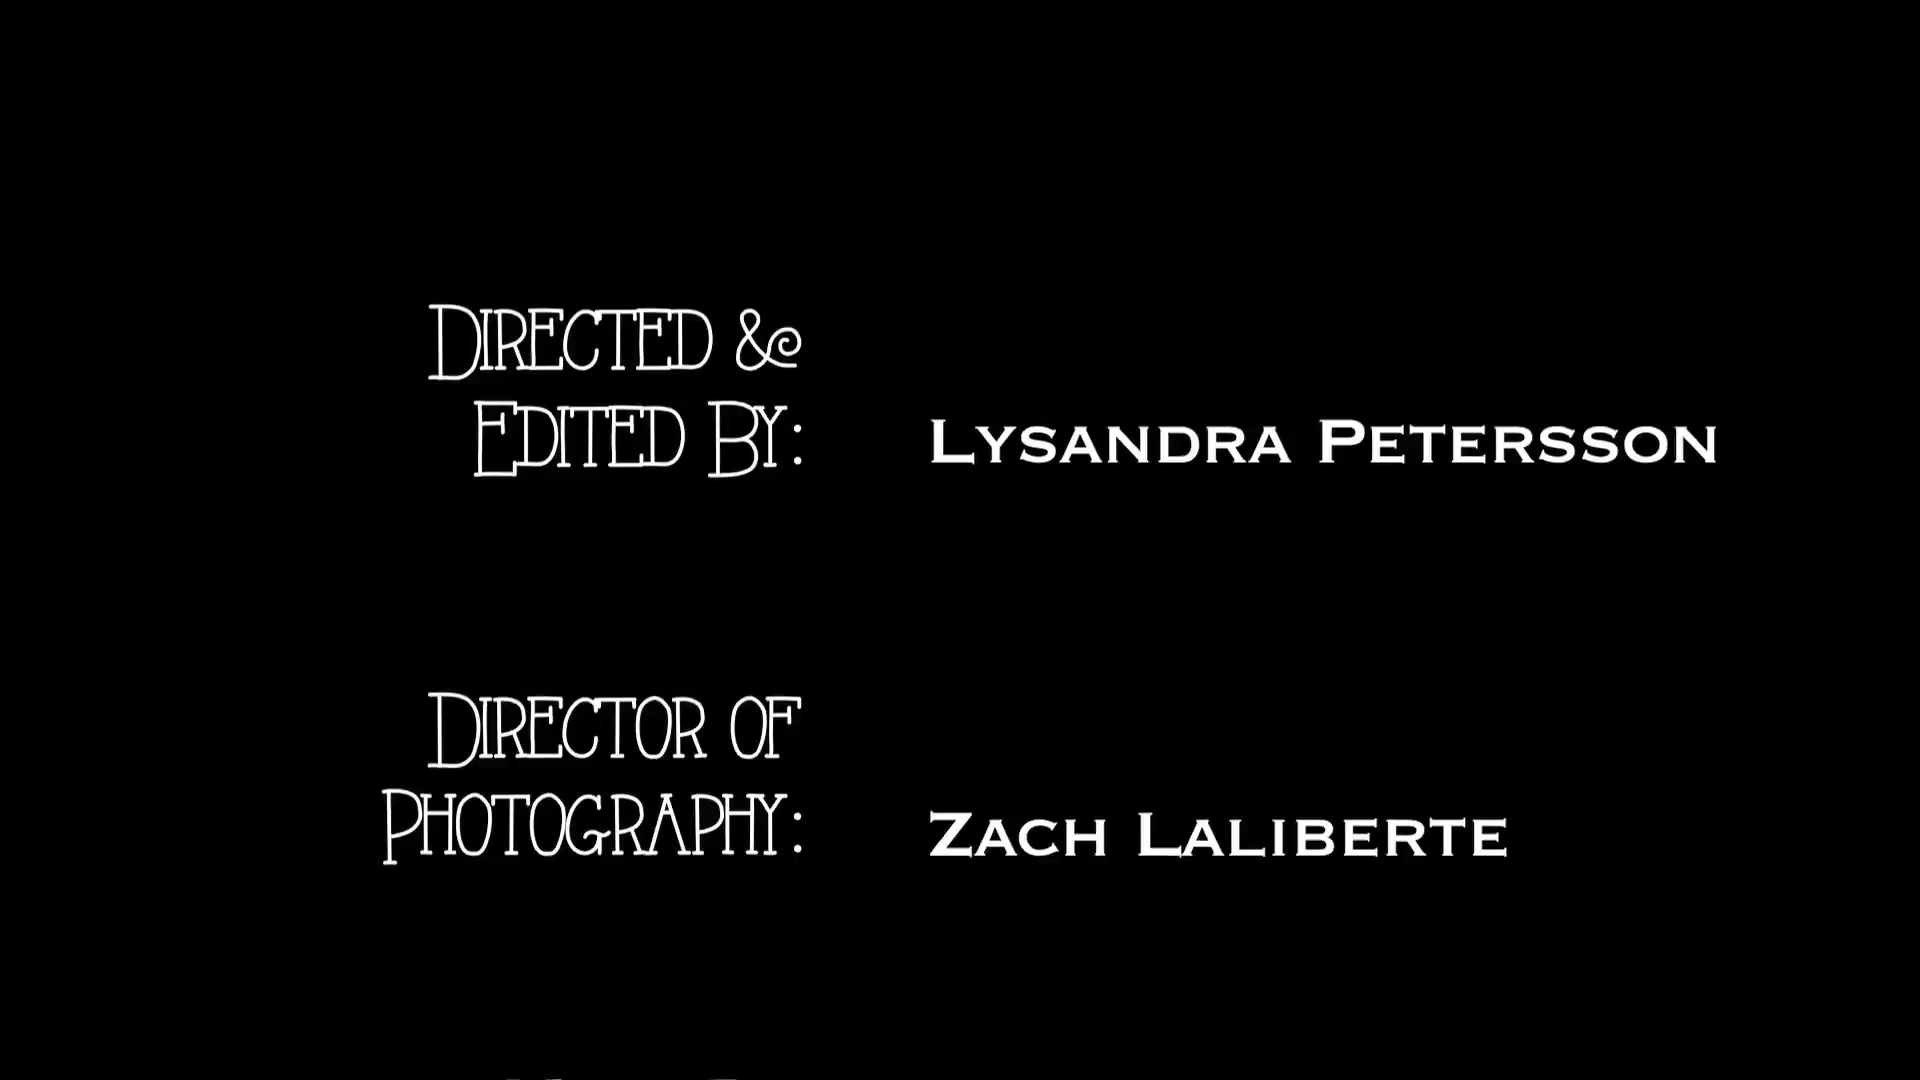 Directed &
Edited By: Lysandra Petersson
Director of
Photography: Zach Laliberte